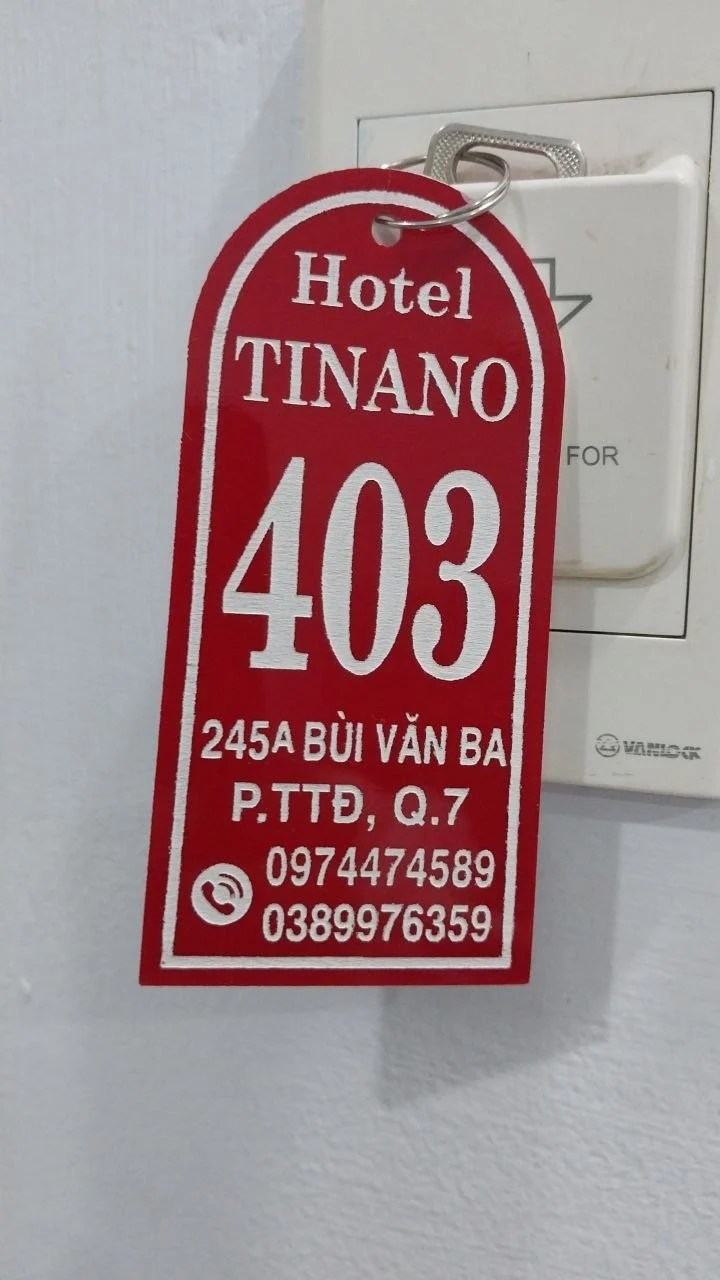 Hotel
TINANO
403
245A BÙI VĂN BA
P.TTĐ, Q.7
0974474589
0389976359
FOR
VANLOCK